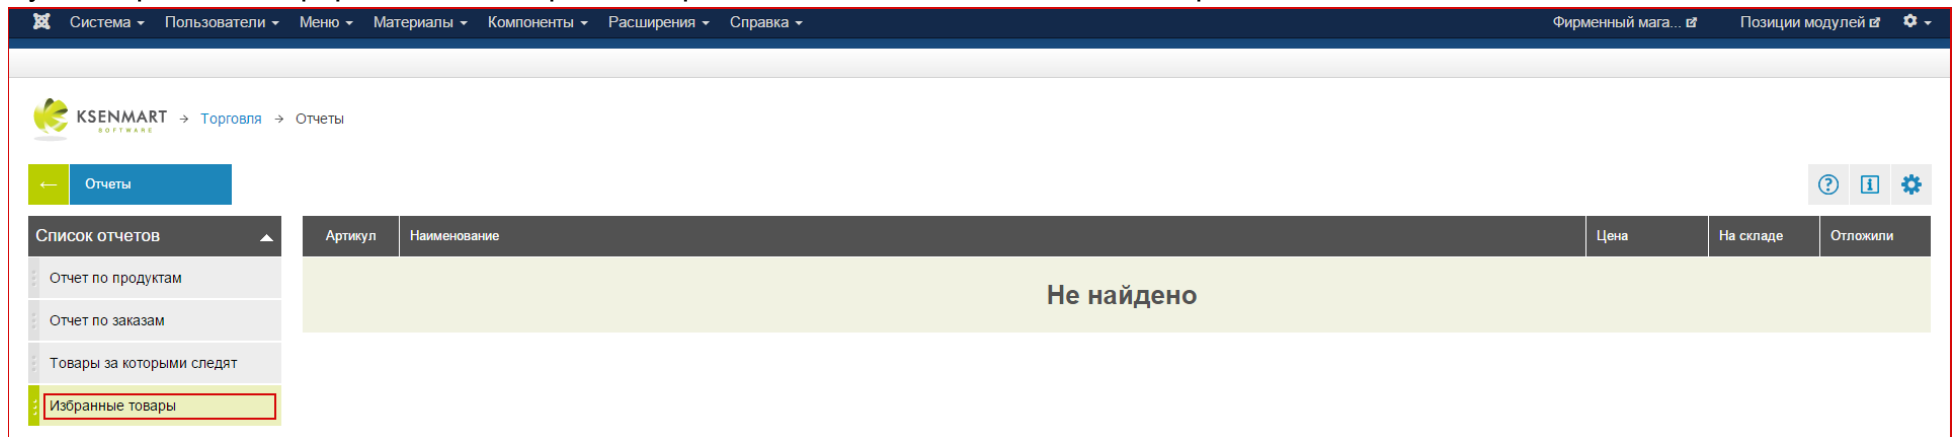 Система Пользователи Меню Материалы Компоненты Расширения Справка Фирменный мага... Позиции модулей
KSENMART → Торговля → Отчеты
SOFTWARE
← Отчеты
Список отчетов Артикул Наименование Цена На складе Отложили
Отчет по продуктам
Не найдено
Отчет по заказам
Товары за которыми следят
Избранные товары